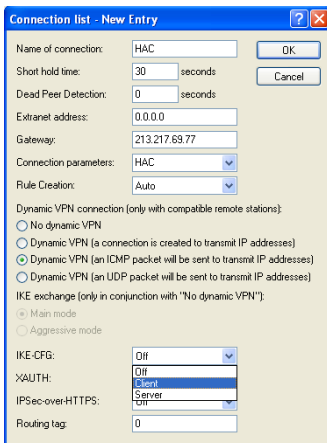 Connection list - New Entry
Name of connection: HAC
OK
Short hold time: 30 seconds
Cancel
Dead Peer Detection: 0 seconds
Extranet address: 0.0.0.0
Gateway: 213.217.69.77
Connection parameters: HAC
Rule Creation: Auto
Dynamic VPN connection (only with compatible remote stations):
No dynamic VPN
Dynamic VPN (a connection is created to transmit IP addresses)
Dynamic VPN (an ICMP packet will be sent to transmit IP addresses)
Dynamic VPN (an UDP packet will be sent to transmit IP addresses)
IKE exchange (only in conjunction with "No dynamic VPN"):
Main mode
Aggressive mode
IKE-CFG: Off
Off
XAUTH: Client
Server
IPSec-over-HTTPS: Off
Routing tag: 0